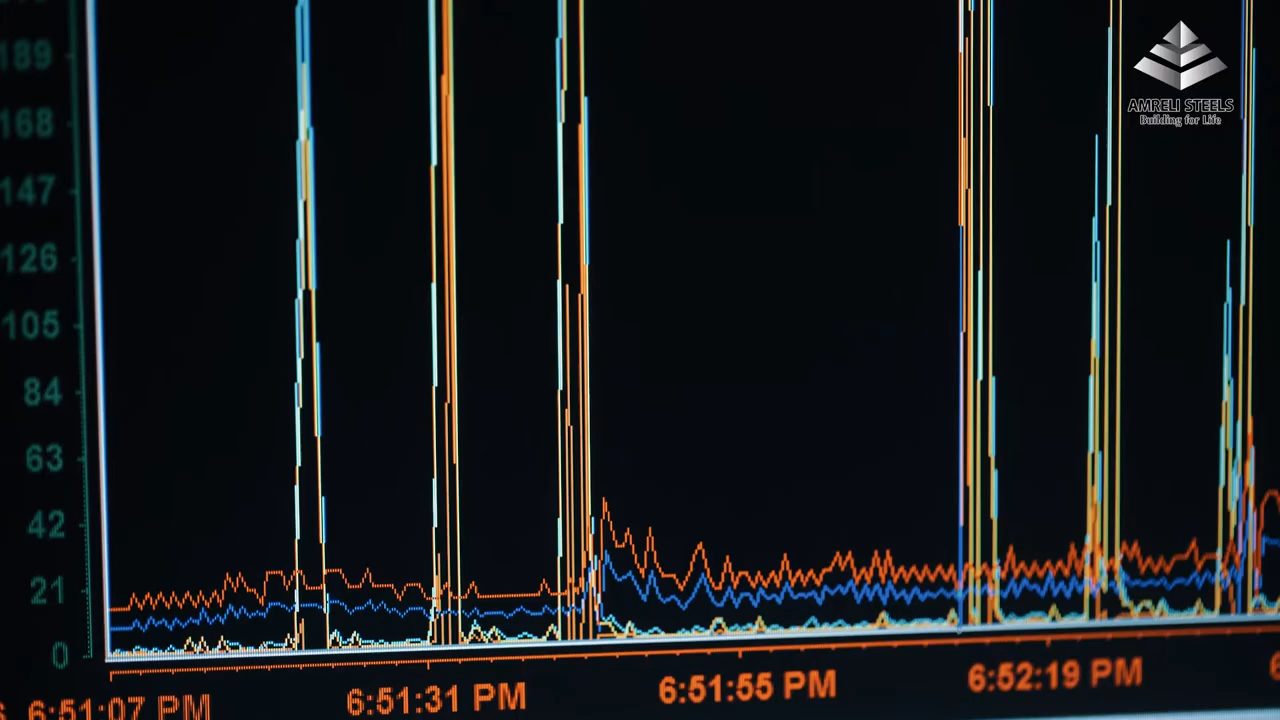 189
168
147
126
105
84
63
42
21
0
6:51:07 PM
6:51:31 PM
6:51:55 PM
6:52:19 PM
AMRELI STEELS
Building for Life